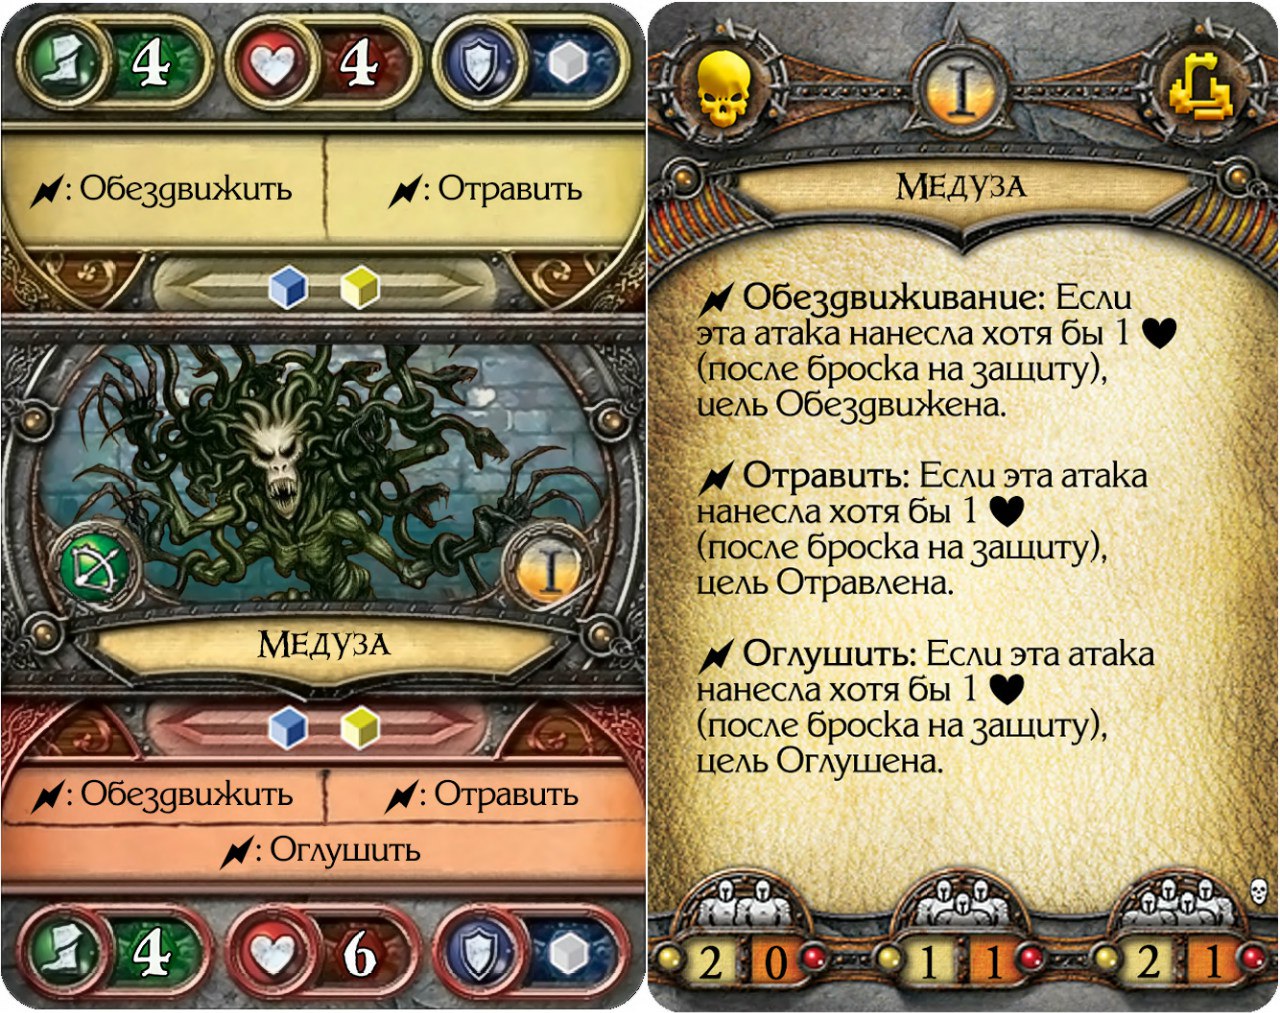 4 4
: Обездвижить : Отравить
I
Медуза
: Обездвижить : Отравить
: Оглушить
4 6
I
Медуза
Обездвиживание: Если
эта атака нанесла хотя бы 1
(после броска на защиту),
цель Обездвижена.
Отравить: Если эта атака
нанесла хотя бы 1
(после броска на защиту),
цель Отравлена.
Оглушить: Если эта атака
нанесла хотя бы 1
(после броска на защиту),
цель Оглушена.
2 0 1 1 2 1